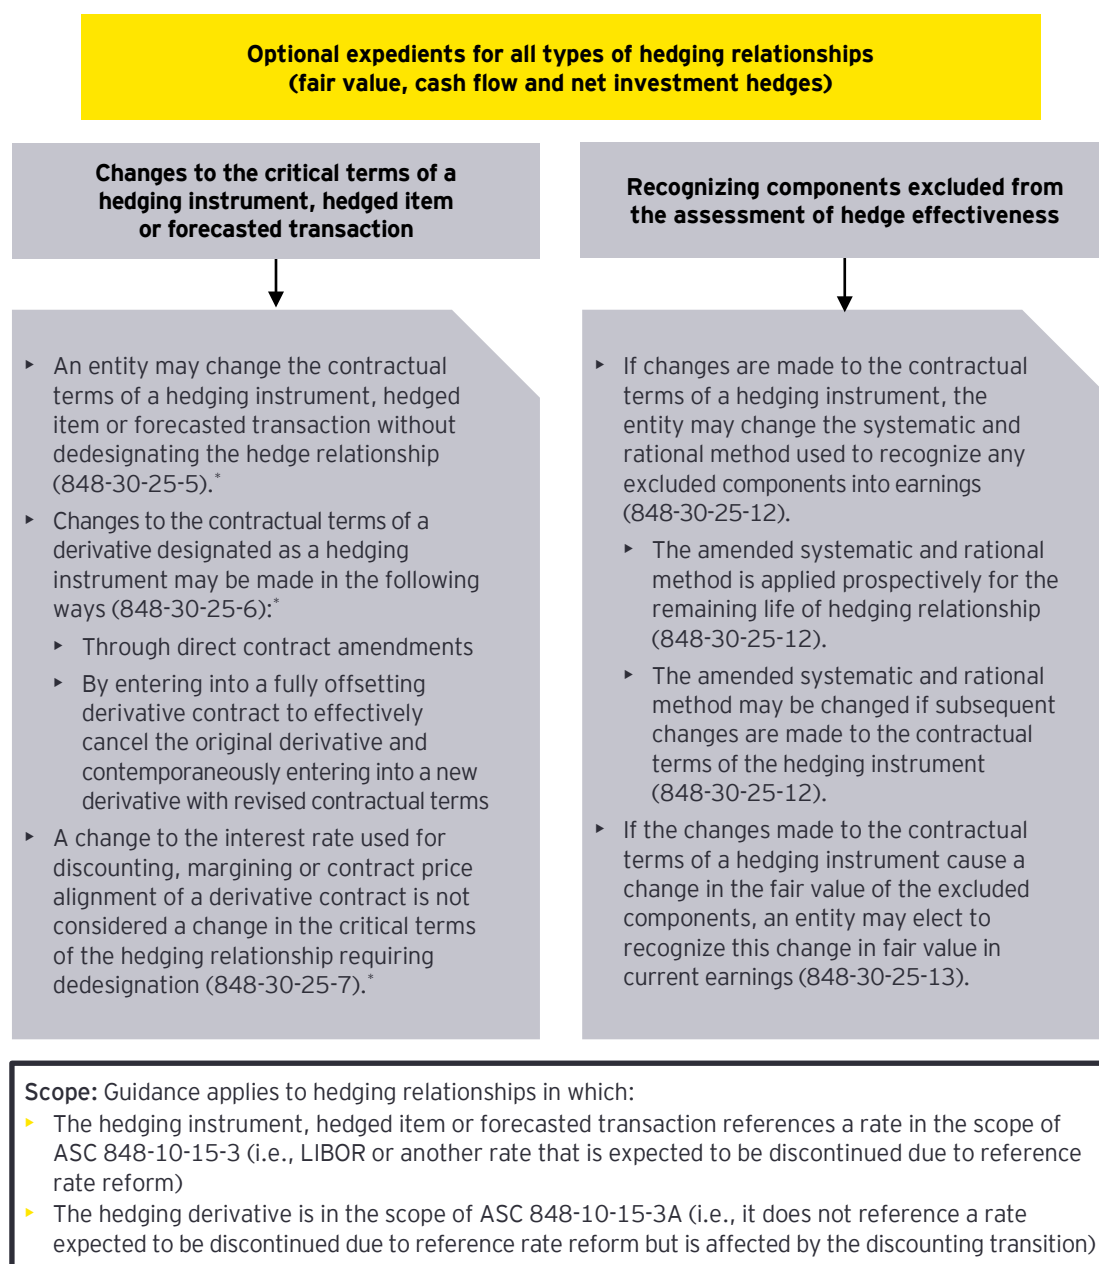 Optional expedients for all types of hedging relationships
(fair value, cash flow and net investment hedges)
Changes to the critical terms of a
hedging instrument, hedged item
or forecasted transaction
▸ An entity may change the contractual
terms of a hedging instrument, hedged
item or forecasted transaction without
dedesignating the hedge relationship
(848-30-25-5).*
▸ Changes to the contractual terms of a
derivative designated as a hedging
instrument may be made in the following
ways (848-30-25-6):*
▸ Through direct contract amendments
▸ By entering into a fully offsetting
derivative contract to effectively
cancel the original derivative and
contemporaneously entering into a new
derivative with revised contractual terms
▸ A change to the interest rate used for
discounting, margining or contract price
alignment of a derivative contract is not
considered a change in the critical terms
of the hedging relationship requiring
dedesignation (848-30-25-7).*
Recognizing components excluded from
the assessment of hedge effectiveness
▸ If changes are made to the contractual
terms of a hedging instrument, the
entity may change the systematic and
rational method used to recognize any
excluded components into earnings
(848-30-25-12).
▸ The amended systematic and rational
method is applied prospectively for the
remaining life of hedging relationship
(848-30-25-12).
▸ The amended systematic and rational
method may be changed if subsequent
changes are made to the contractual
terms of the hedging instrument
(848-30-25-12).
▸ If the changes made to the contractual
terms of a hedging instrument cause a
change in the fair value of the excluded
components, an entity may elect to
recognize this change in fair value in
current earnings (848-30-25-13).
Scope: Guidance applies to hedging relationships in which:
▸ The hedging instrument, hedged item or forecasted transaction references a rate in the scope of
ASC 848-10-15-3 (i.e., LIBOR or another rate that is expected to be discontinued due to reference
rate reform)
▸ The hedging derivative is in the scope of ASC 848-10-15-3A (i.e., it does not reference a rate
expected to be discontinued due to reference rate reform but is affected by the discounting transition)